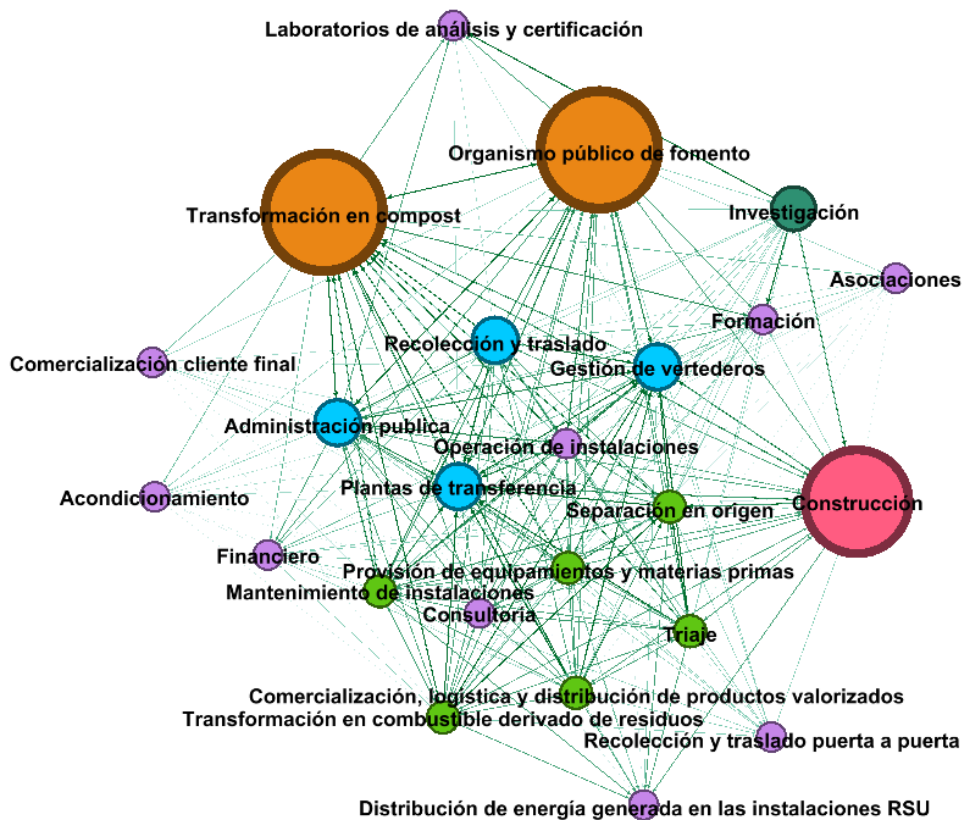 Laboratorios de análisis y certificación
Organismo público de fomento
Transformación en compost
Investigación
Asociaciones
Formación
Recolección y traslado
Comercialización cliente final
Gestión de vertederos
Administración publica
Operación de instalaciones
Plantas de transferencia
Acondicionamiento
Separación en origen
Construcción
Financiero
Provisión de equipamientos y materias primas
Mantenimiento de instalaciones
Consultoría
Triaje
Comercialización, logística y distribución de productos valorizados
Transformación en combustible derivado de residuos
Recolección y traslado puerta a puerta
Distribución de energía generada en las instalaciones RSU